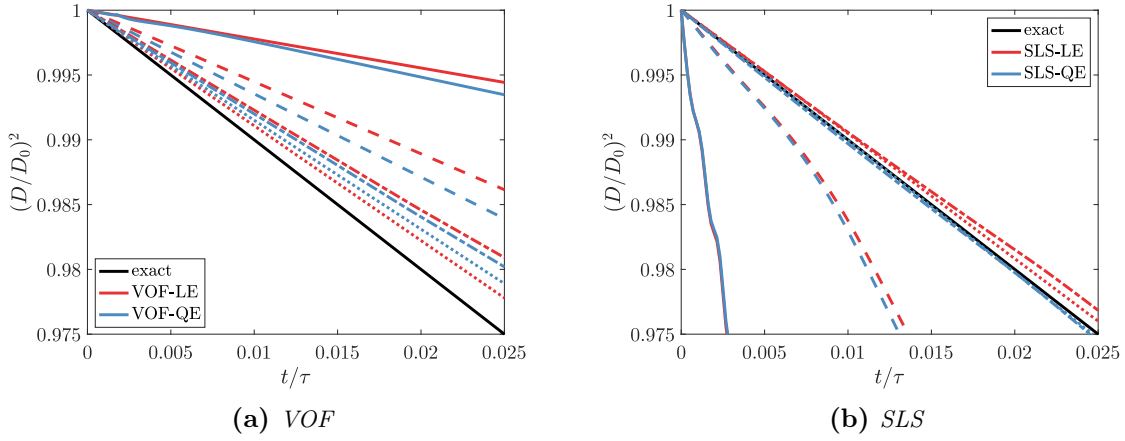 1
0.995
0.99
0.985
0.98
0.975
(D/D₀)²
exact
VOF-LE
VOF-QE
0 0.005 0.01 0.015 0.02 0.025
t/τ
(a) VOF
1
0.995
0.99
0.985
0.98
0.975
(D/D₀)²
exact
SLS-LE
SLS-QE
0 0.005 0.01 0.015 0.02 0.025
t/τ
(b) SLS